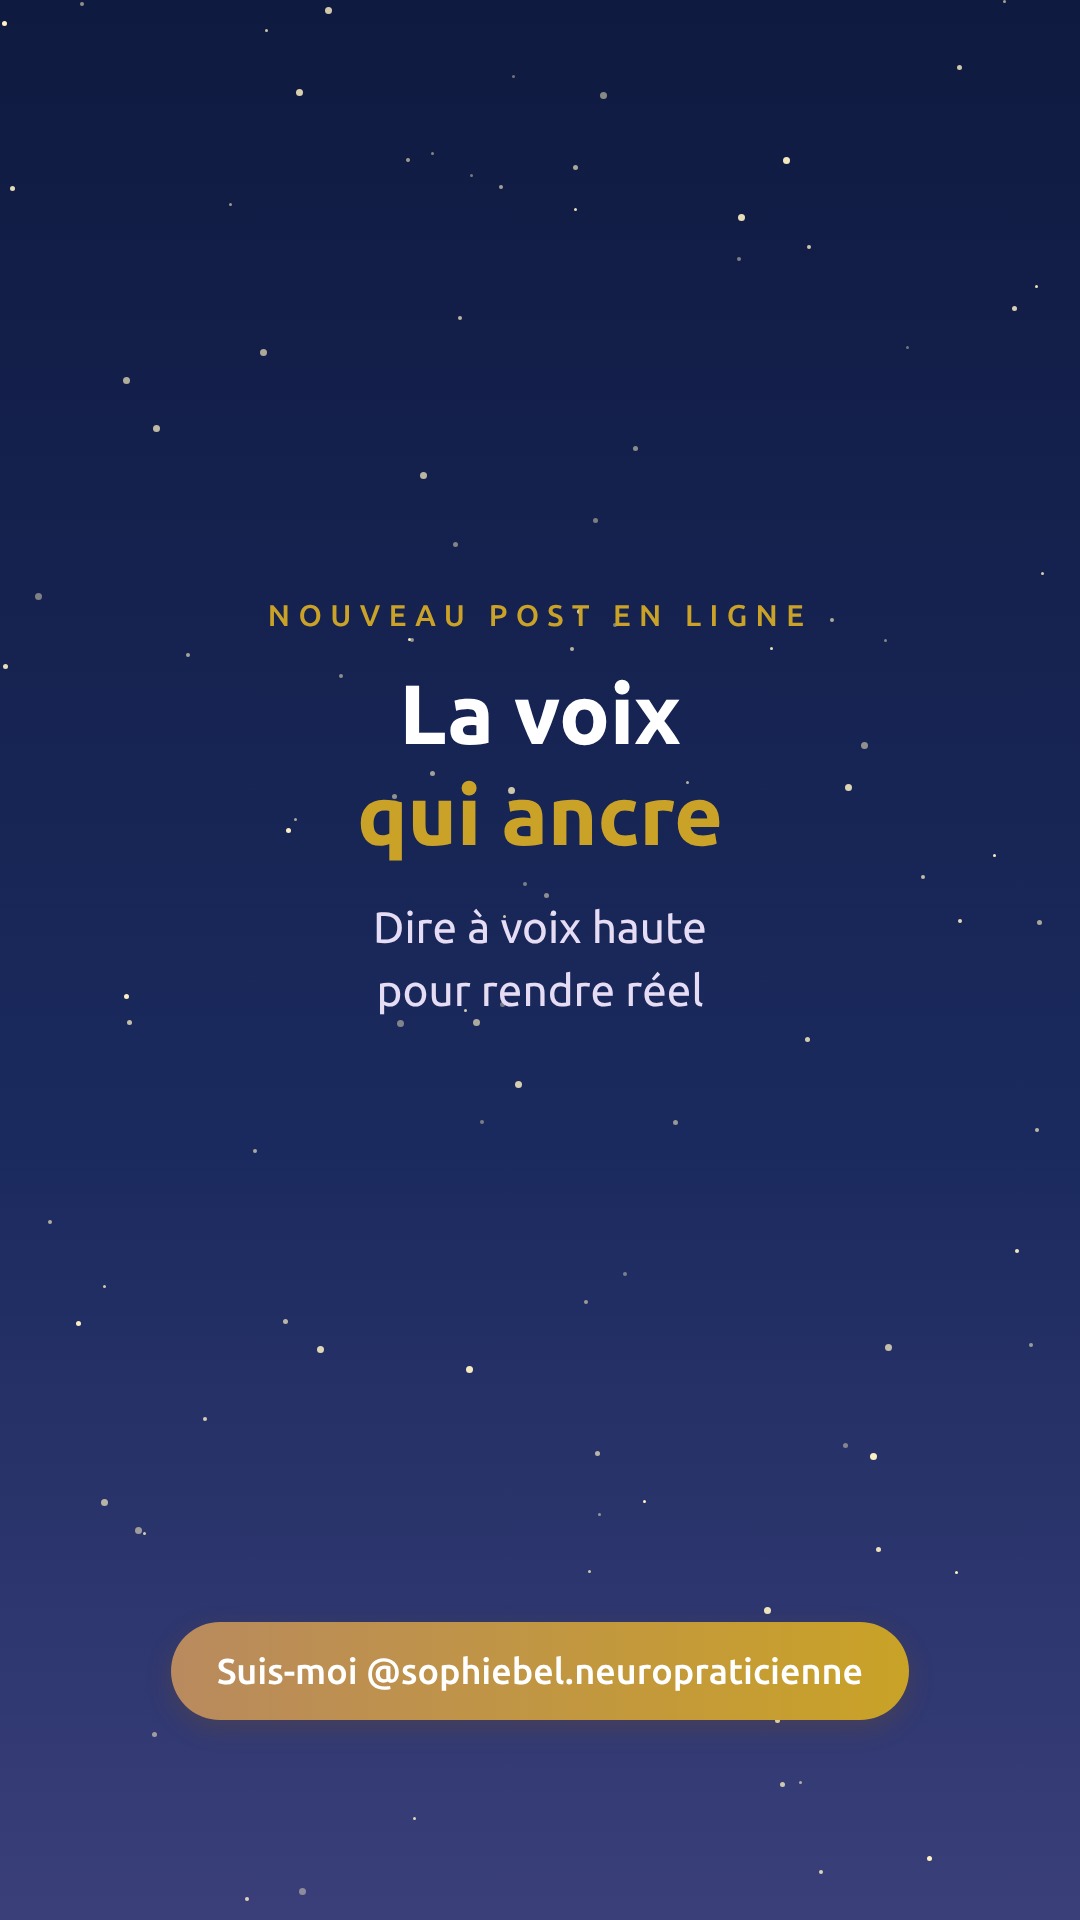 NOUVEAU POST EN LIGNE
La voix
qui ancre
Dire à voix haute
pour rendre réel
Suis-moi @sophiebel.neuropraticienne